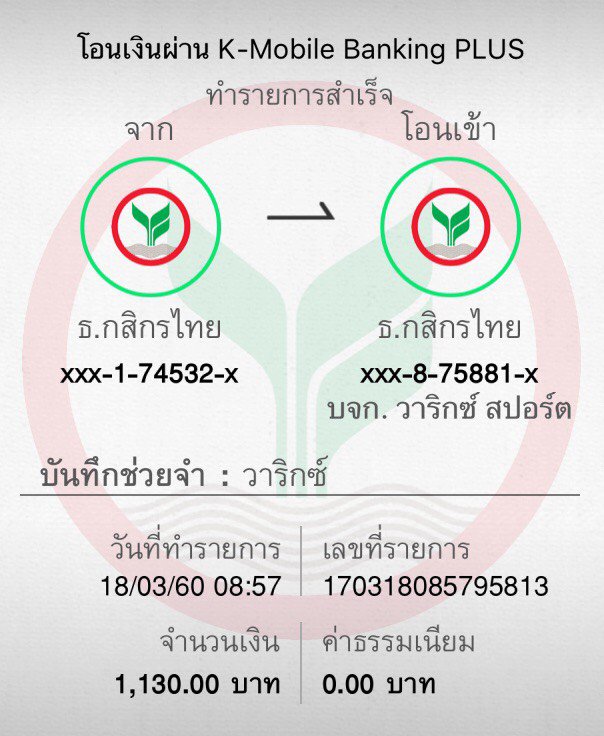 โอนเงินผ่าน K-Mobile Banking PLUS
ทำรายการสำเร็จ
จาก
โอนเข้า
ธ.กสิกรไทย
ธ.กสิกรไทย
xxx-1-74532-x
xxx-8-75881-x
บจก. วาริกซ์ สปอร์ต
บันทึกช่วยจำ : วาริกซ์
วันที่ทำรายการ
เลขที่รายการ
18/03/60 08:57
170318085795813
จำนวนเงิน
ค่าธรรมเนียม
1,130.00 บาท
0.00 บาท